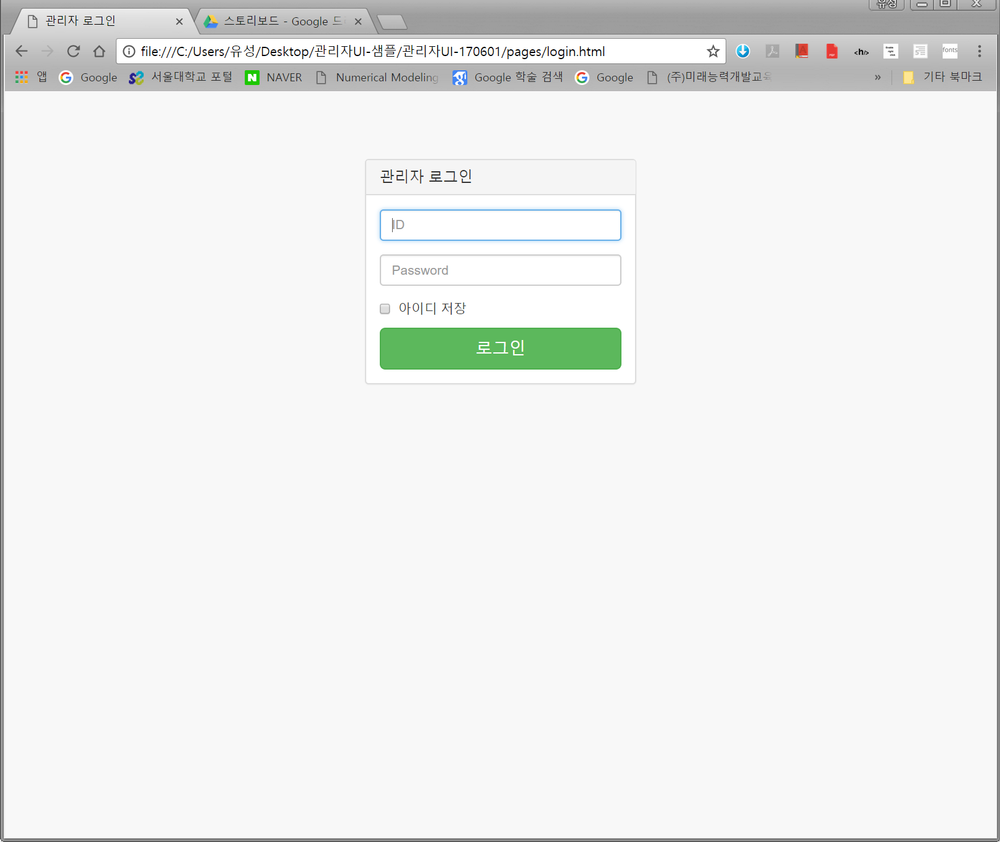 유성
관리자 로그인
스토리보드 - Google 드
file:///C:/Users/유성/Desktop/관리자UI-샘플/관리자UI-170601/pages/login.html
<h/>
fonts
앱
Google
서울대학교 포털
NAVER
Numerical Modeling
Google 학술 검색
Google
(주)미래능력개발교육
»
기타 북마크
관리자 로그인
ID
Password
아이디 저장
로그인